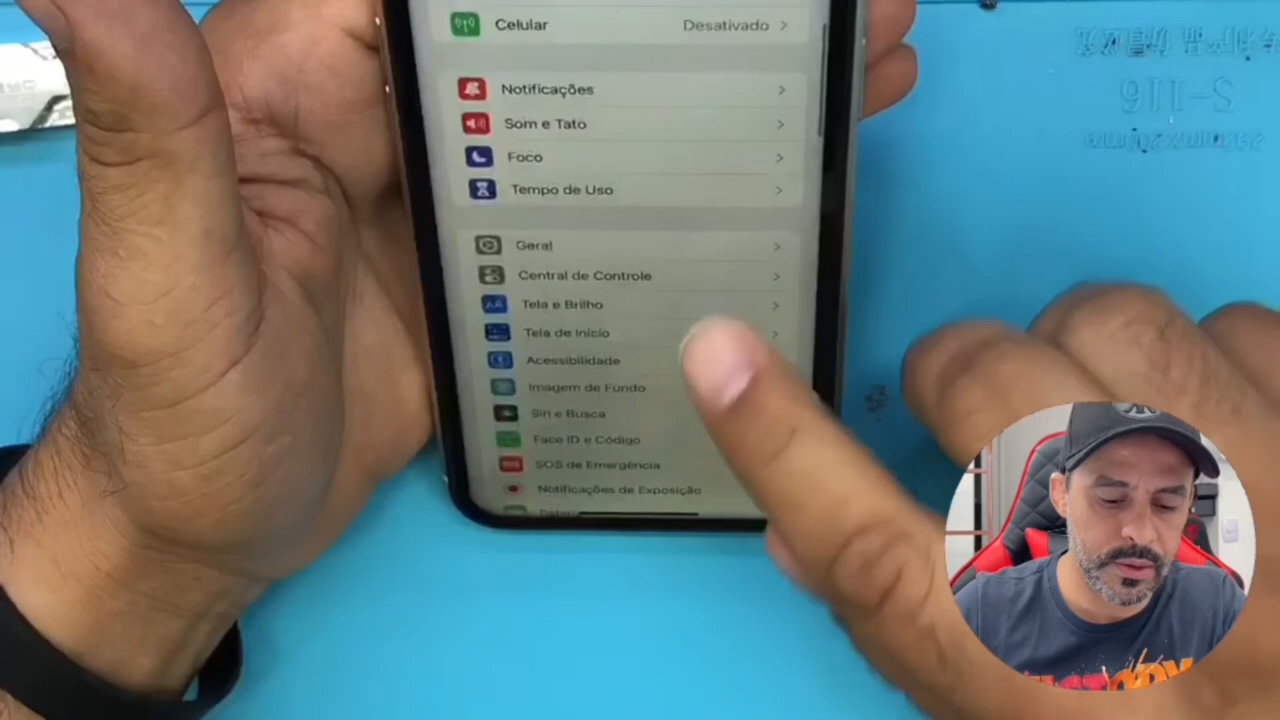 Celular Desativado
Notificações
Som e Tato
Foco
Tempo de Uso
Geral
Central de Controle
Tela e Brilho
Tela de Início
Acessibilidade
Imagem de Fundo
Siri e Busca
Face ID e Código
SOS de Emergência
Notificações de Exposição
S-116